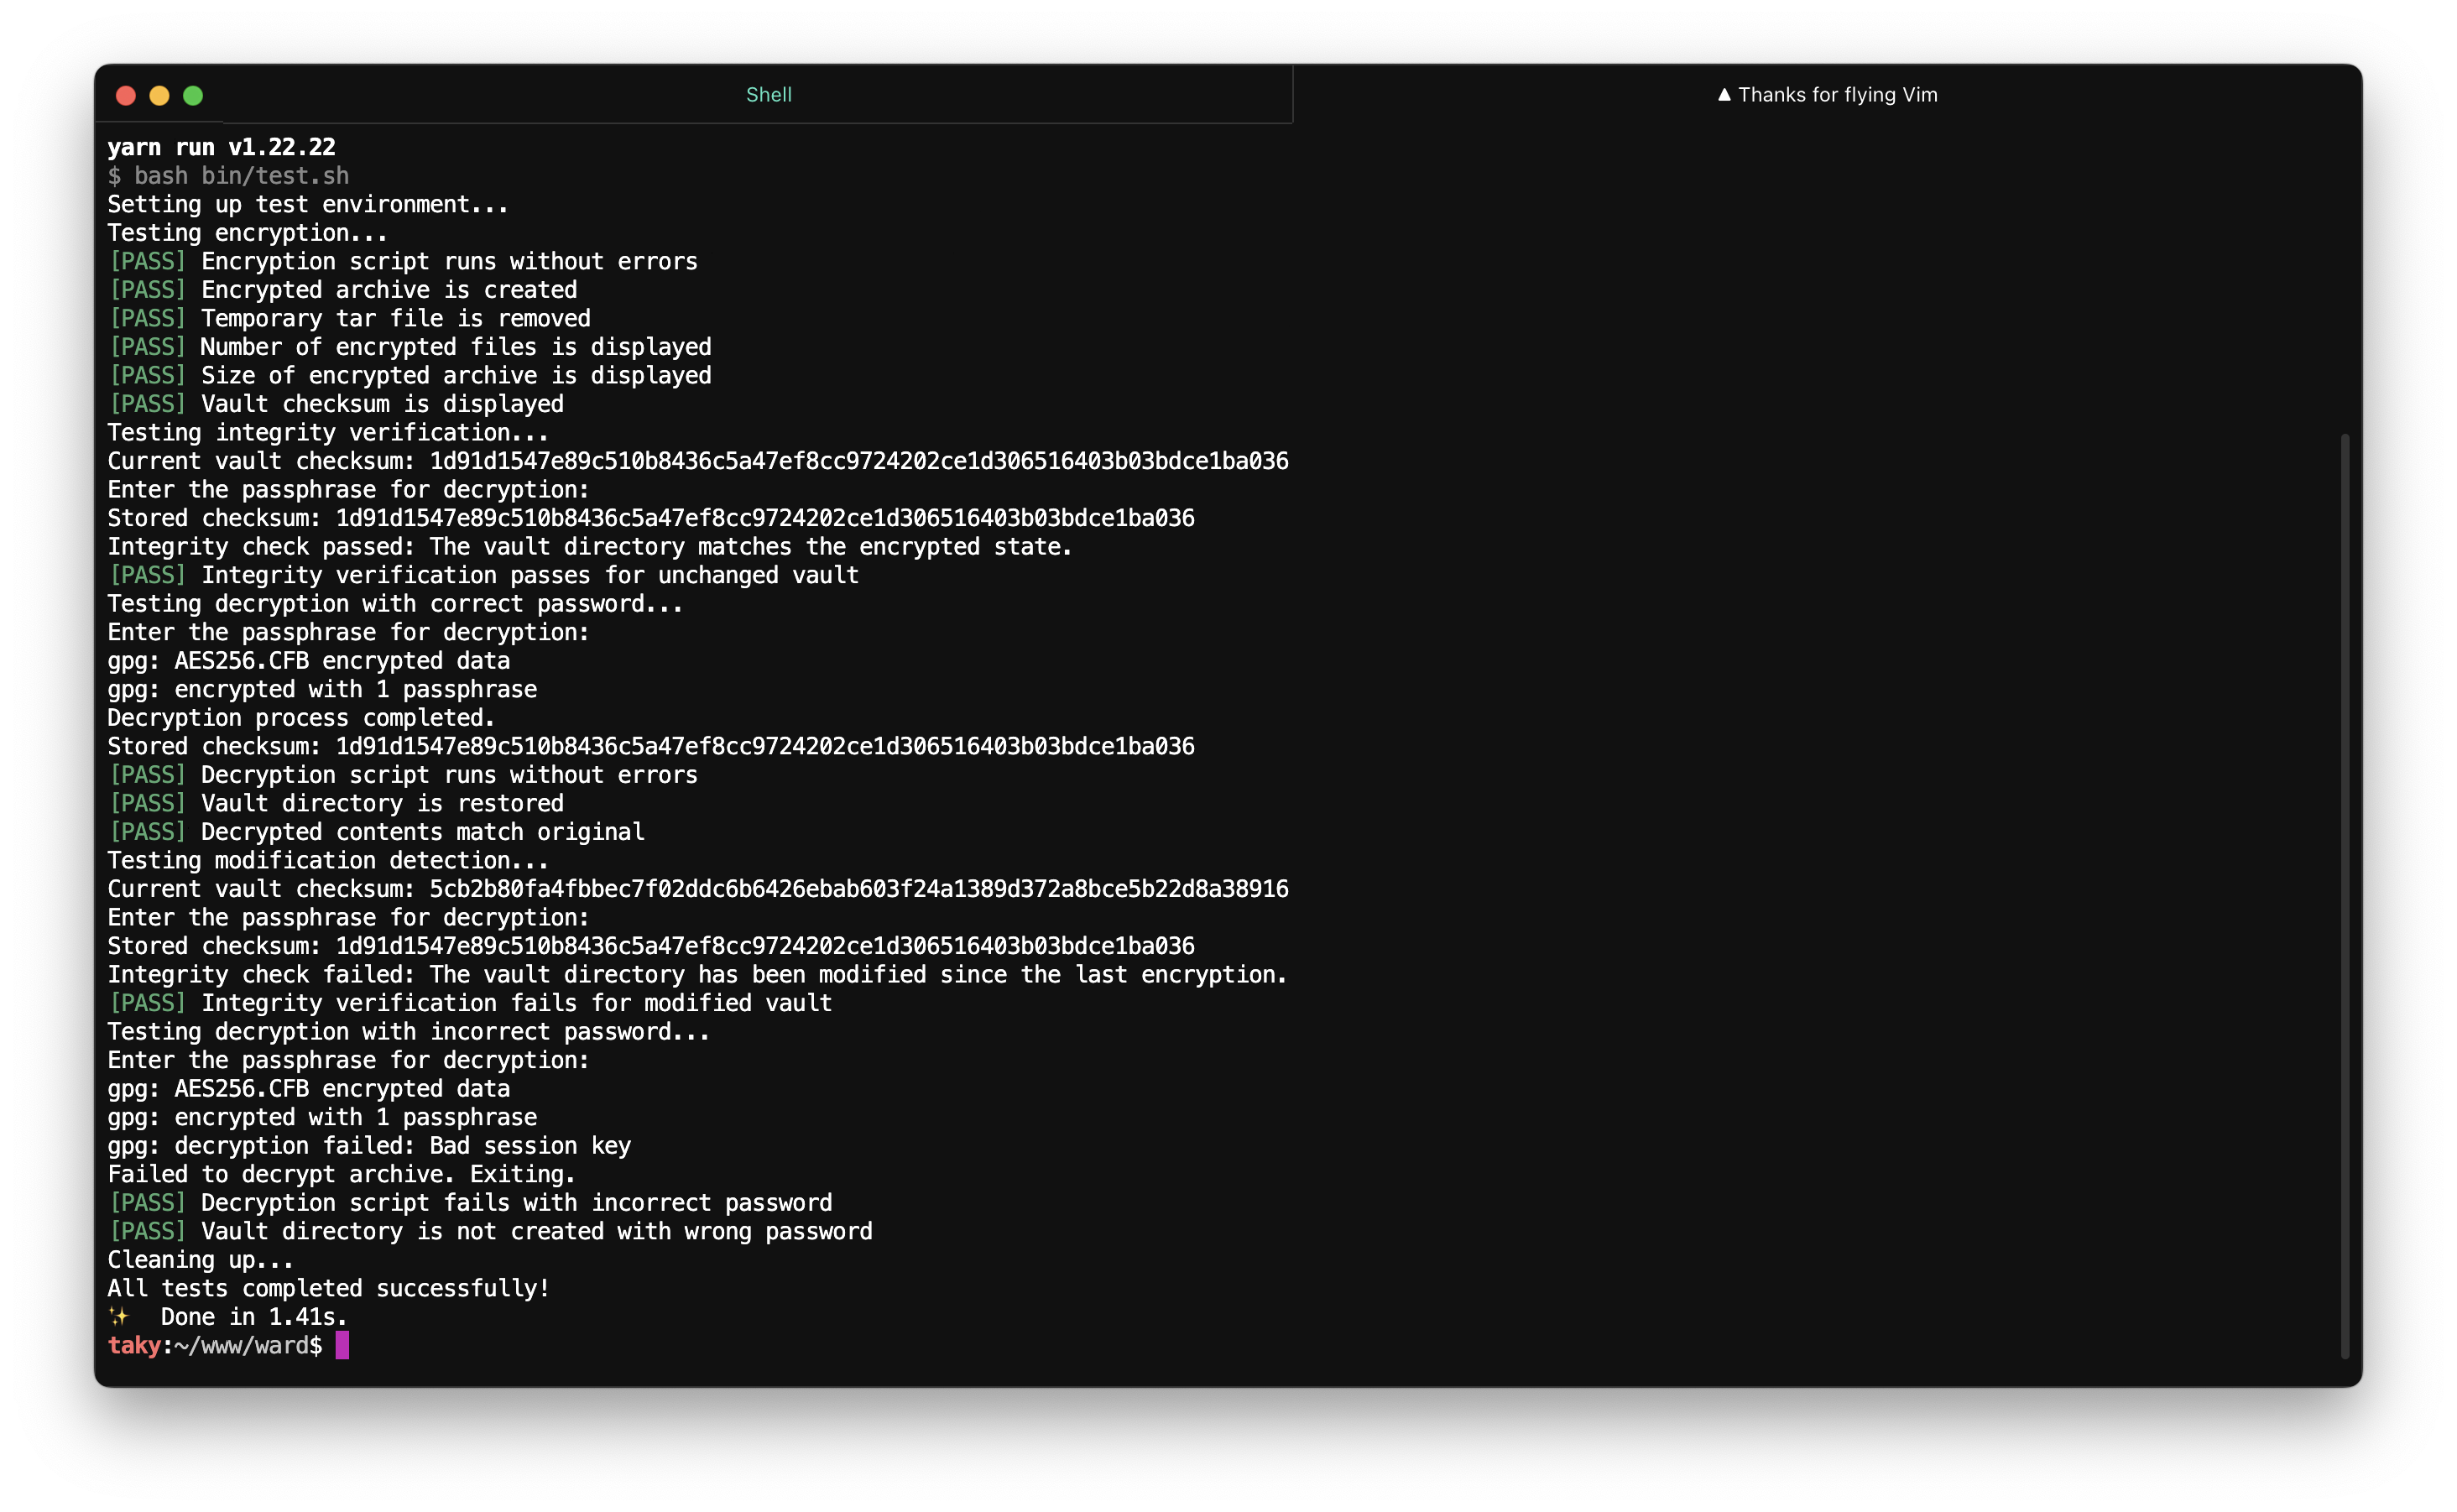 Shell
▲ Thanks for flying Vim
yarn run v1.22.22
$ bash bin/test.sh
Setting up test environment...
Testing encryption...
[PASS] Encryption script runs without errors
[PASS] Encrypted archive is created
[PASS] Temporary tar file is removed
[PASS] Number of encrypted files is displayed
[PASS] Size of encrypted archive is displayed
[PASS] Vault checksum is displayed
Testing integrity verification...
Current vault checksum: 1d91d1547e89c510b8436c5a47ef8cc9724202ce1d306516403b03bdce1ba036
Enter the passphrase for decryption:
Stored checksum: 1d91d1547e89c510b8436c5a47ef8cc9724202ce1d306516403b03bdce1ba036
Integrity check passed: The vault directory matches the encrypted state.
[PASS] Integrity verification passes for unchanged vault
Testing decryption with correct password...
Enter the passphrase for decryption:
gpg: AES256.CFB encrypted data
gpg: encrypted with 1 passphrase
Decryption process completed.
Stored checksum: 1d91d1547e89c510b8436c5a47ef8cc9724202ce1d306516403b03bdce1ba036
[PASS] Decryption script runs without errors
[PASS] Vault directory is restored
[PASS] Decrypted contents match original
Testing modification detection...
Current vault checksum: 5cb2b80fa4fbbec7f02ddc6b6426ebab603f24a1389d372a8bce5b22d8a38916
Enter the passphrase for decryption:
Stored checksum: 1d91d1547e89c510b8436c5a47ef8cc9724202ce1d306516403b03bdce1ba036
Integrity check failed: The vault directory has been modified since the last encryption.
[PASS] Integrity verification fails for modified vault
Testing decryption with incorrect password...
Enter the passphrase for decryption:
gpg: AES256.CFB encrypted data
gpg: encrypted with 1 passphrase
gpg: decryption failed: Bad session key
Failed to decrypt archive. Exiting.
[PASS] Decryption script fails with incorrect password
[PASS] Vault directory is not created with wrong password
Cleaning up...
All tests completed successfully!
✨ Done in 1.41s.
taky:~/www/ward$